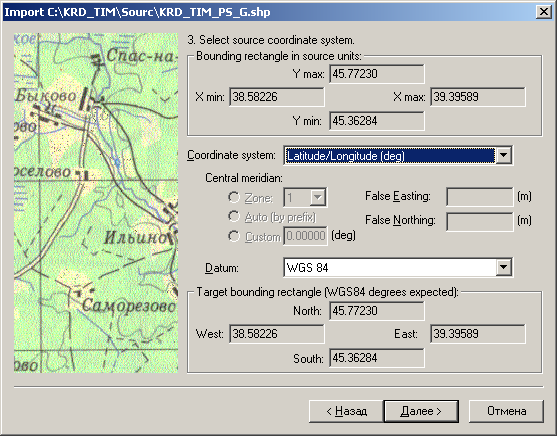 Import C:\KRD_TIM\Sourc\KRD_TIM_PS_G.shp
3. Select source coordinate system.
Bounding rectangle in source units:
Y max: 45.77230
X min: 38.58226 X max: 39.39589
Y min: 45.36284
Coordinate system: Latitude/Longitude (deg)
Central meridian:
Zone: 1 False Easting: (m)
Auto (by prefix)
False Northing: (m)
Custom 0.00000 (deg)
Datum: WGS 84
Target bounding rectangle (WGS84 degrees expected):
North: 45.77230
West: 38.58226 East: 39.39589
South: 45.36284
< Назад Далее > Отмена
Спас-на-
Быково
ово
оселово
Ильино
Саморезово
ово